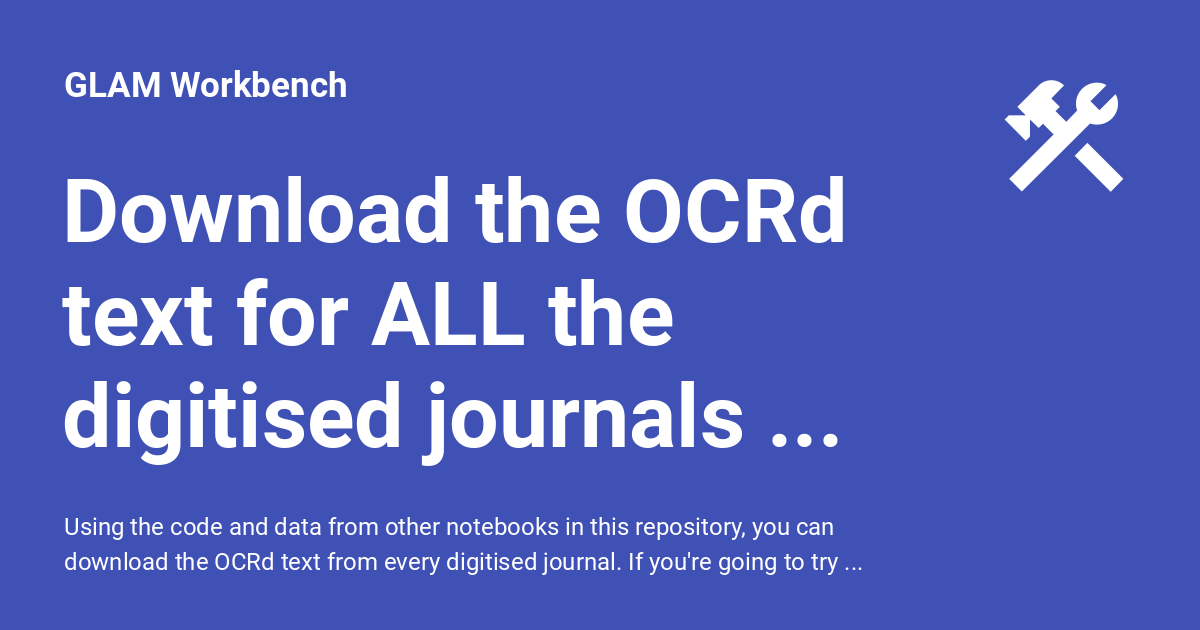 GLAM Workbench
Download the OCRd
text for ALL the
digitised journals ...
Using the code and data from other notebooks in this repository, you can
download the OCRd text from every digitised journal. If you're going to try ...